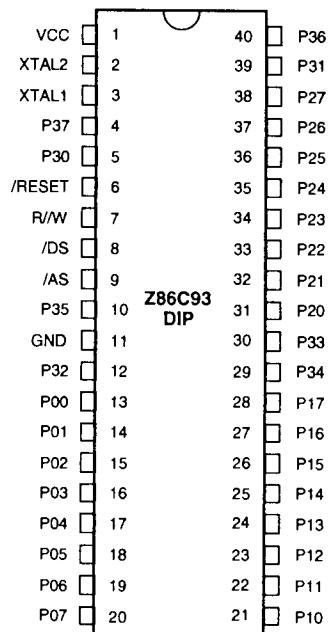 VCC 1 40 P36
XTAL2 2 39 P31
XTAL1 3 38 P27
P37 4 37 P26
P30 5 36 P25
/RESET 6 35 P24
R//W 7 34 P23
/DS 8 33 P22
/AS 9 32 P21
P35 10 Z86C93 31 P20
DIP
GND 11 30 P33
P32 12 29 P34
P00 13 28 P17
P01 14 27 P16
P02 15 26 P15
P03 16 25 P14
P04 17 24 P13
P05 18 23 P12
P06 19 22 P11
P07 20 21 P10